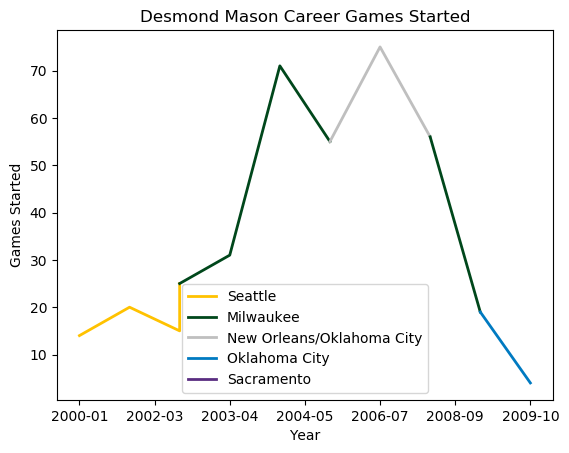 Desmond Mason Career Games Started
Games Started
70
60
50
40
30
20
10
Seattle
Milwaukee
New Orleans/Oklahoma City
Oklahoma City
Sacramento
2000-01 2002-03 2003-04 2004-05 2006-07 2008-09 2009-10
Year